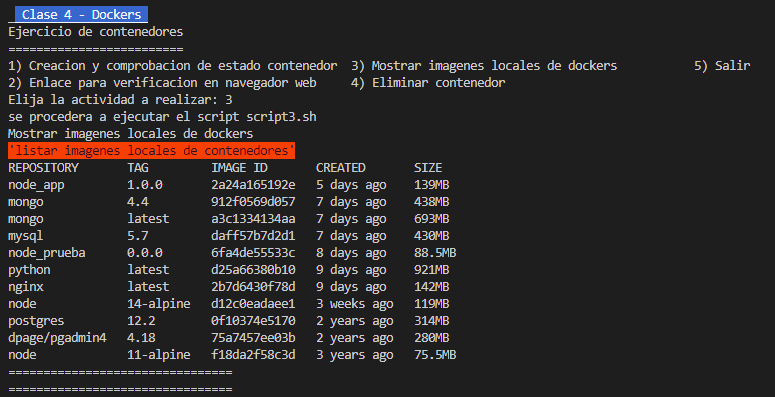 Clase 4 - Dockers
Ejercicio de contenedores
=========================
1) Creacion y comprobacion de estado contenedor  3) Mostrar imagenes locales de dockers           5) Salir
2) Enlace para verificacion en navegador web     4) Eliminar contenedor
Elija la actividad a realizar: 3
se procedera a ejecutar el script script3.sh
Mostrar imagenes locales de dockers
'listar imagenes locales de contenedores'
REPOSITORY       TAG         IMAGE ID       CREATED       SIZE
node_app         1.0.0       2a24a165192e   5 days ago    139MB
mongo            4.4         912f0569d057   7 days ago    438MB
mongo            latest      a3c1334134aa   7 days ago    693MB
mysql            5.7         daff57b7d2d1   7 days ago    430MB
node_prueba      0.0.0       6fa4de55533c   8 days ago    88.5MB
python           latest      d25a66380b10   9 days ago    921MB
nginx            latest      2b7d6430f78d   9 days ago    142MB
node             14-alpine   d12c0eadaee1   3 weeks ago   119MB
postgres         12.2        0f10374e5170   2 years ago   314MB
dpage/pgadmin4   4.18        75a7457ee03b   2 years ago   280MB
node             11-alpine   f18da2f58c3d   3 years ago   75.5MB
================================
================================